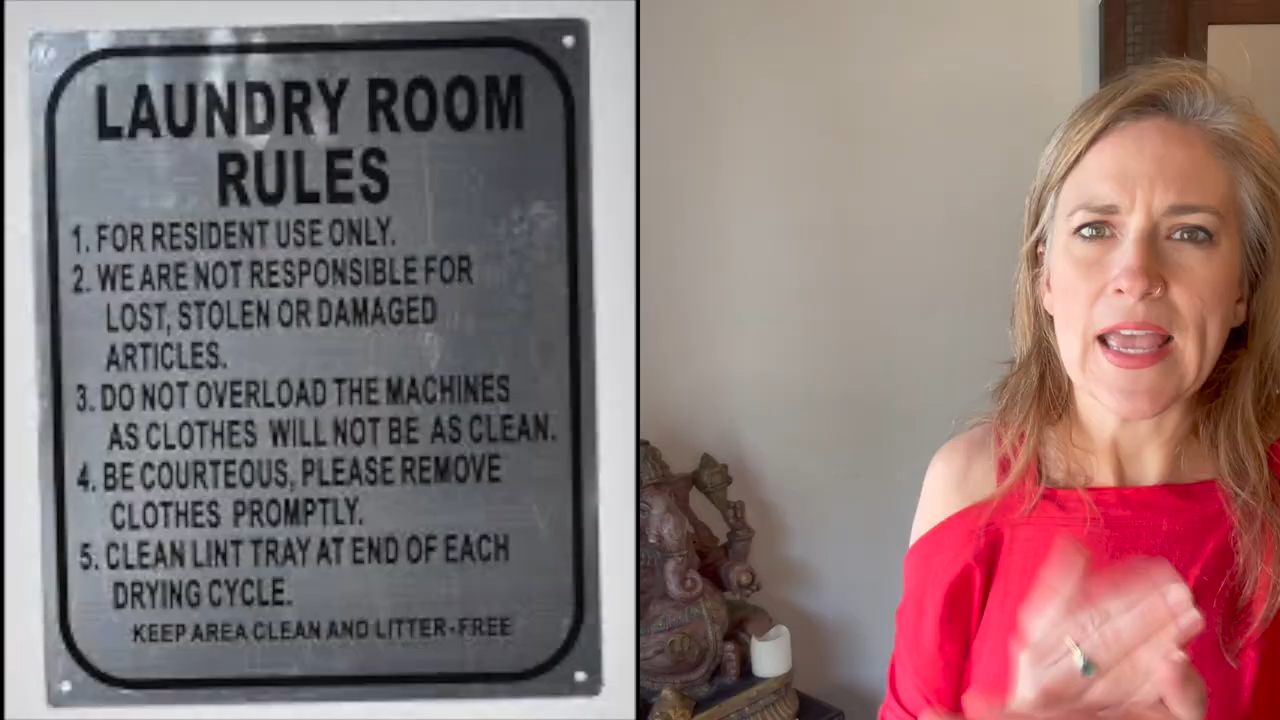 LAUNDRY ROOM
RULES
1. FOR RESIDENT USE ONLY.
2. WE ARE NOT RESPONSIBLE FOR
LOST, STOLEN OR DAMAGED
ARTICLES.
3. DO NOT OVERLOAD THE MACHINES
AS CLOTHES WILL NOT BE AS CLEAN.
4. BE COURTEOUS, PLEASE REMOVE
CLOTHES PROMPTLY.
5. CLEAN LINT TRAY AT END OF EACH
DRYING CYCLE.
KEEP AREA CLEAN AND LITTER-FREE